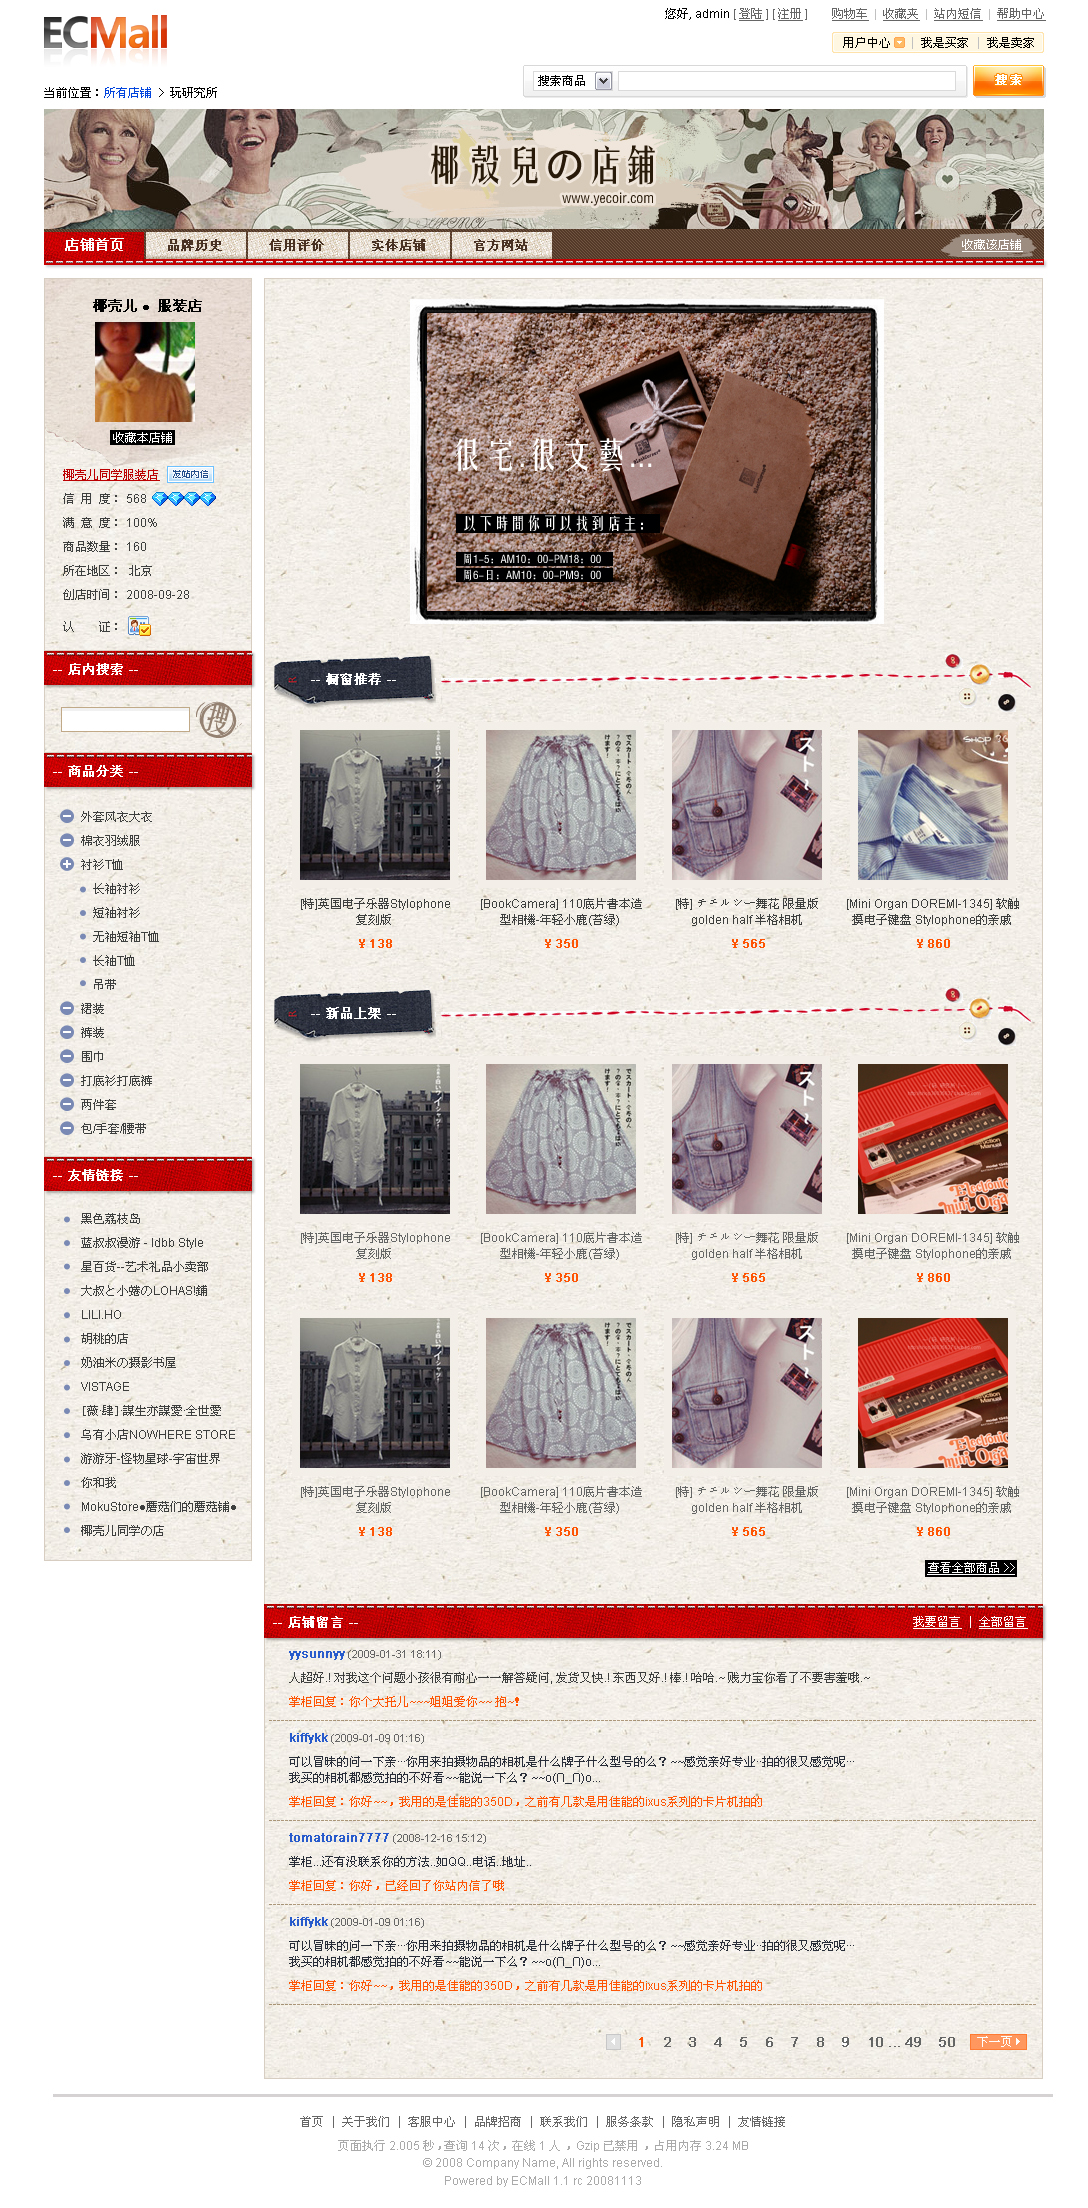 ECMall
您好, admin [ 登陆 ] [ 注册 ] 购物车 | 收藏夹 | 站内短信 | 帮助中心
用户中心 | 我是买家 | 我是卖家
搜索商品 搜索
当前位置：所有店铺 > 玩研究所
椰殼兒の店鋪
www.yecoir.com
店铺首页 品牌历史 信用评价 实体店铺 官方网站 收藏该店铺
椰壳儿 ● 服装店
收藏本店铺
椰壳儿同学服装店 发站内信
信 用 度： 568
满 意 度： 100%
商品数量： 160
所在地区： 北京
创店时间： 2008-09-28
认 证：
-- 店内搜索 --
搜
-- 商品分类 --
外套风衣大衣
棉衣羽绒服
衬衫T恤
长袖衬衫
短袖衬衫
无袖短袖T恤
长袖T恤
吊带
裙装
裤装
围巾
打底衫打底裤
两件套
包/手套/腰带
-- 友情链接 --
黑色荔枝岛
蓝叔叔漫游 - ldbb Style
星百货--艺术礼品小卖部
大叔と小蜷のLOHAS!鋪
LILI.HO
胡桃的店
奶油米の摄影书屋
VISTAGE
[薇·肆]·謀生亦謀愛·全世愛
乌有小店NOWHERE STORE
游游牙-怪物星球-宇宙世界
你和我
MokuStore●蘑菇们的蘑菇铺●
椰壳儿同学の店
很宅 很文藝...
以下時間你可以找到店主：
周1-5：AM10：00-PM18：00
周6-日：AM10：00-PM9：00
-- 橱窗推荐 --
[特]英国电子乐器Stylophone
复刻版
¥ 138
[BookCamera] 110底片書本造
型相機-年轻小鹿(苔绿)
¥ 350
[特] チェルシー舞花 限量版
golden half 半格相机
¥ 565
[Mini Organ DOREMI-1345] 软触
摸电子键盘 Stylophone的亲戚
¥ 860
-- 新品上架 --
[特]英国电子乐器Stylophone
复刻版
¥ 138
[BookCamera] 110底片書本造
型相機-年轻小鹿(苔绿)
¥ 350
[特] チェルシー舞花 限量版
golden half 半格相机
¥ 565
[Mini Organ DOREMI-1345] 软触
摸电子键盘 Stylophone的亲戚
¥ 860
[特]英国电子乐器Stylophone
复刻版
¥ 138
[BookCamera] 110底片書本造
型相機-年轻小鹿(苔绿)
¥ 350
[特] チェルシー舞花 限量版
golden half 半格相机
¥ 565
[Mini Organ DOREMI-1345] 软触
摸电子键盘 Stylophone的亲戚
¥ 860
查看全部商品 >>
-- 店铺留言 -- 我要留言 | 全部留言
yysunnyy (2009-01-31 18:11)
人超好.! 对我这个问题小孩很有耐心一一解答疑问, 发货又快.! 东西又好.! 棒.! 哈哈.~ 贱力宝你看了不要害羞哦.~
掌柜回复：你个大托儿~~~姐姐爱你~~ 抱~!
kiffykk (2009-01-09 01:16)
可以冒昧的问一下亲···你用来拍摄物品的相机是什么牌子什么型号的么？~~感觉亲好专业··拍的很又感觉呢···
我买的相机都感觉拍的不好看~~能说一下么？~~o(∩_∩)o...
掌柜回复：你好~~，我用的是佳能的350D，之前有几款是用佳能的ixus系列的卡片机拍的
tomatorain7777 (2008-12-16 15:12)
掌柜...还有没联系你的方法..如QQ..电话..地址..
掌柜回复：你好，已经回了你站内信了哦
kiffykk (2009-01-09 01:16)
可以冒昧的问一下亲···你用来拍摄物品的相机是什么牌子什么型号的么？~~感觉亲好专业··拍的很又感觉呢···
我买的相机都感觉拍的不好看~~能说一下么？~~o(∩_∩)o...
掌柜回复：你好~~，我用的是佳能的350D，之前有几款是用佳能的ixus系列的卡片机拍的
1 2 3 4 5 6 7 8 9 10 ... 49 50 下一页
首页 | 关于我们 | 客服中心 | 品牌招商 | 联系我们 | 服务条款 | 隐私声明 | 友情链接
页面执行 2.005 秒，查询 14 次，在线 1 人，Gzip 已禁用，占用内存 3.24 MB
© 2008 Company Name, All rights reserved.
Powered by ECMall 1.1 rc 20081113